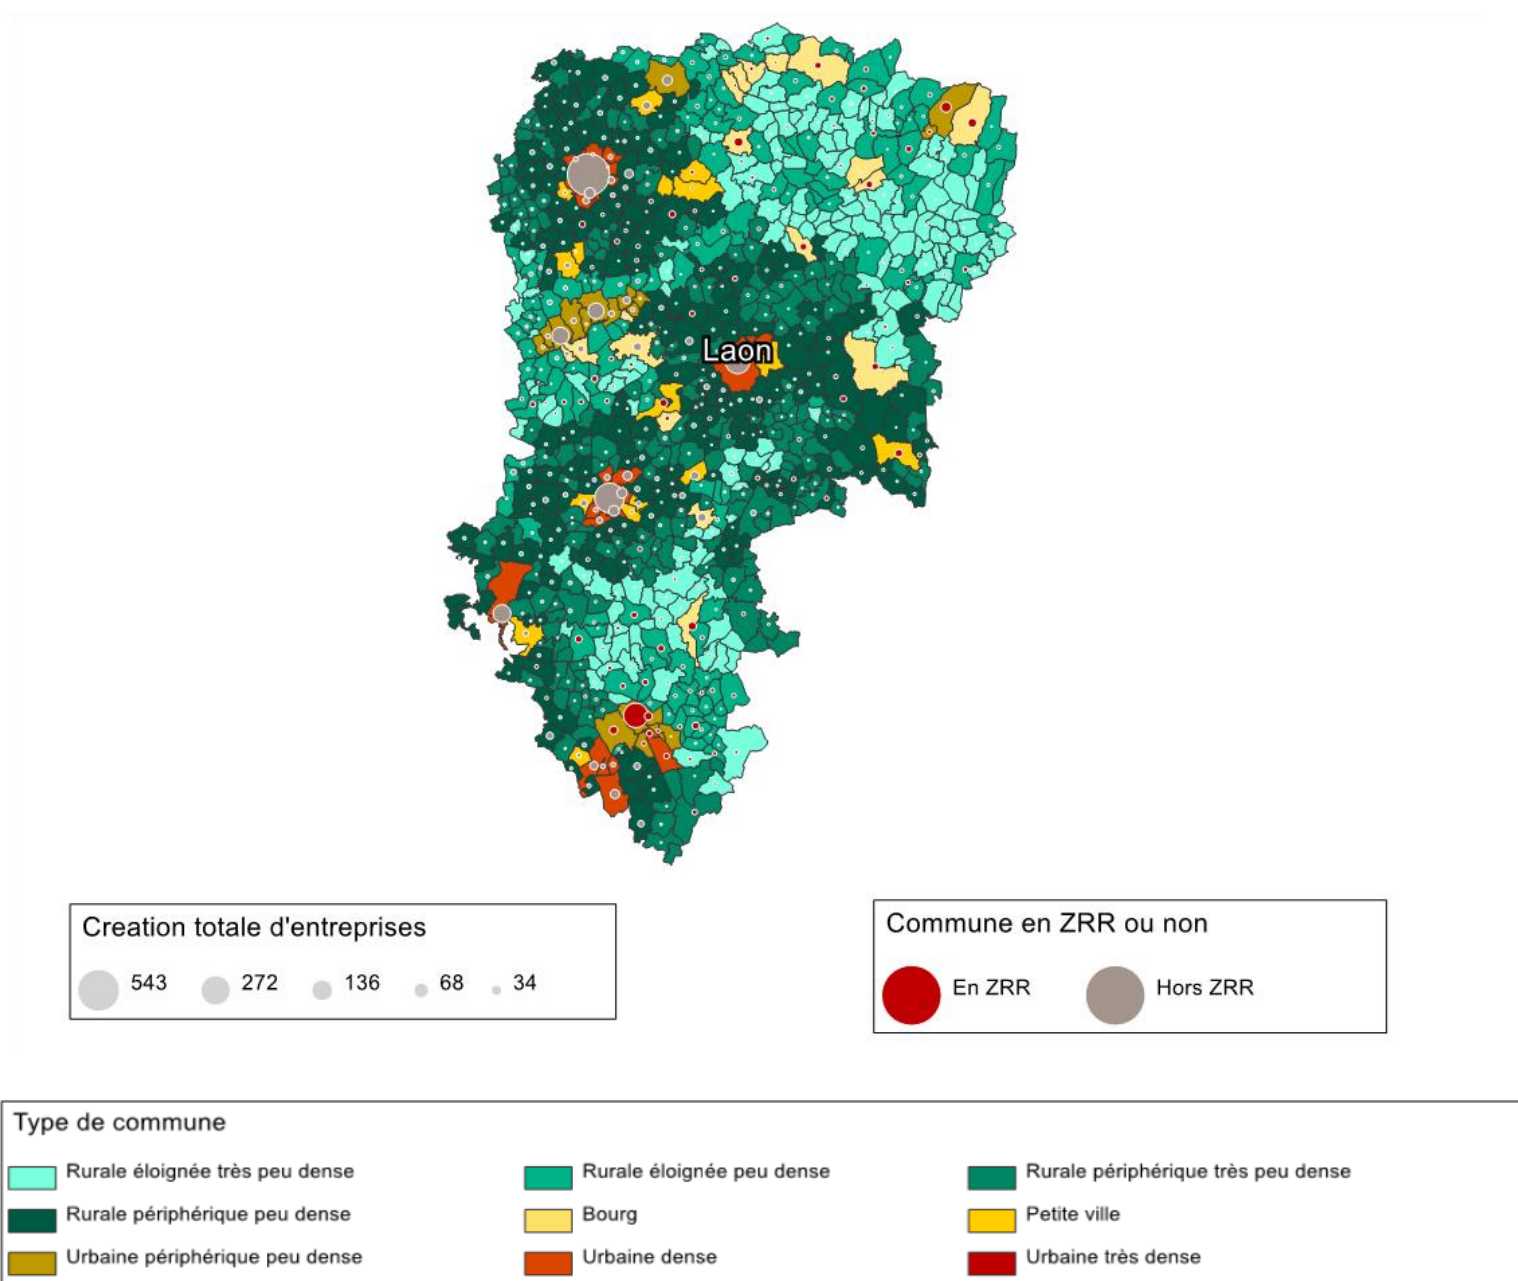 Laon
Creation totale d'entreprises
543 272 136 68 34
Commune en ZRR ou non
En ZRR Hors ZRR
Type de commune
Rurale éloignée très peu dense Rurale éloignée peu dense Rurale périphérique très peu dense
Rurale périphérique peu dense Bourg Petite ville
Urbaine périphérique peu dense Urbaine dense Urbaine très dense